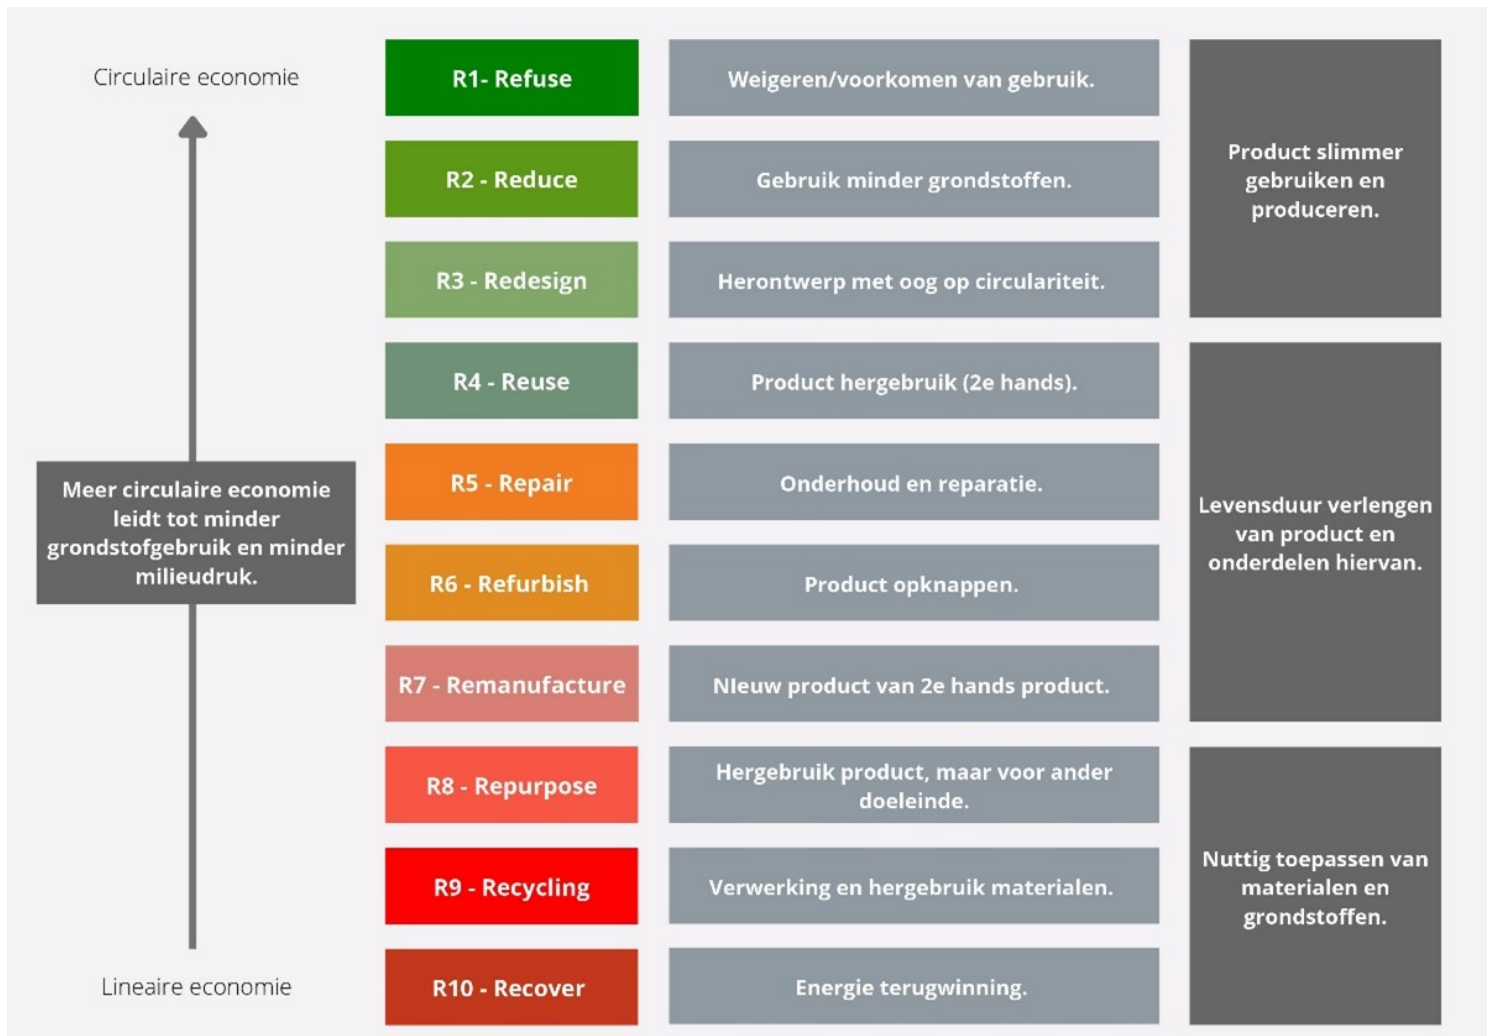 Circulaire economie
R1- Refuse
Weigeren/voorkomen van gebruik.
Product slimmer
gebruiken en
produceren.
R2 - Reduce
Gebruik minder grondstoffen.
R3 - Redesign
Herontwerp met oog op circulariteit.
R4 - Reuse
Product hergebruik (2e hands).
Meer circulaire economie
leidt tot minder
grondstofgebruik en minder
milieudruk.
R5 - Repair
Onderhoud en reparatie.
Levensduur verlengen
van product en
onderdelen hiervan.
R6 - Refurbish
Product opknappen.
R7 - Remanufacture
NIeuw product van 2e hands product.
R8 - Repurpose
Hergebruik product, maar voor ander
doeleinde.
Nuttig toepassen van
materialen en
grondstoffen.
R9 - Recycling
Verwerking en hergebruik materialen.
Lineaire economie
R10 - Recover
Energie terugwinning.